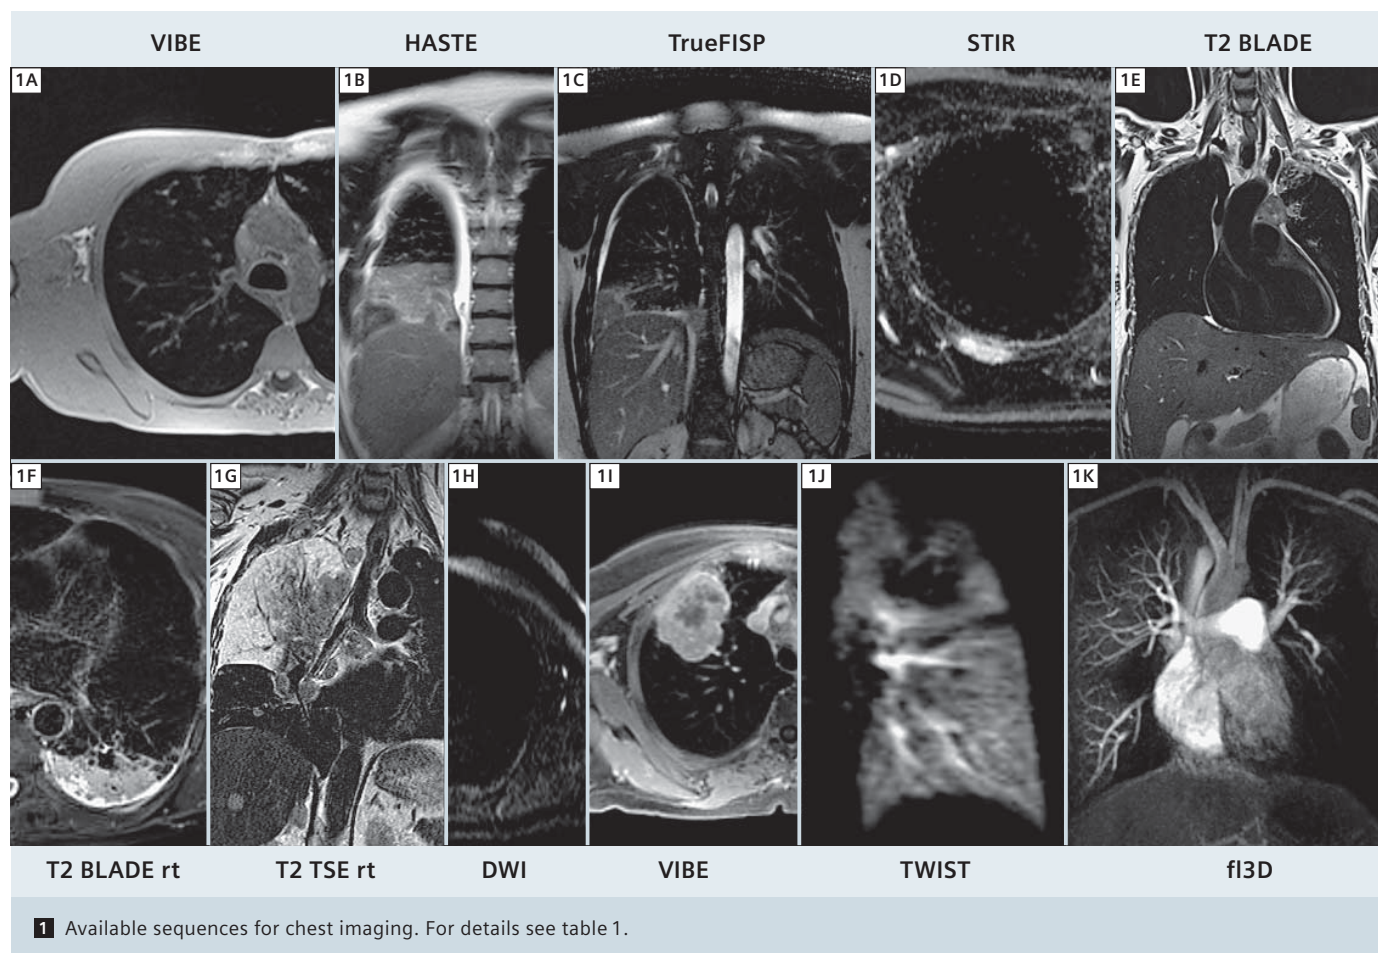 VIBE HASTE TrueFISP STIR T2 BLADE
1A 1B 1C 1D 1E
1F 1G 1H 1I 1J 1K
T2 BLADE rt T2 TSE rt DWI VIBE TWIST fl3D
1 Available sequences for chest imaging. For details see table 1.